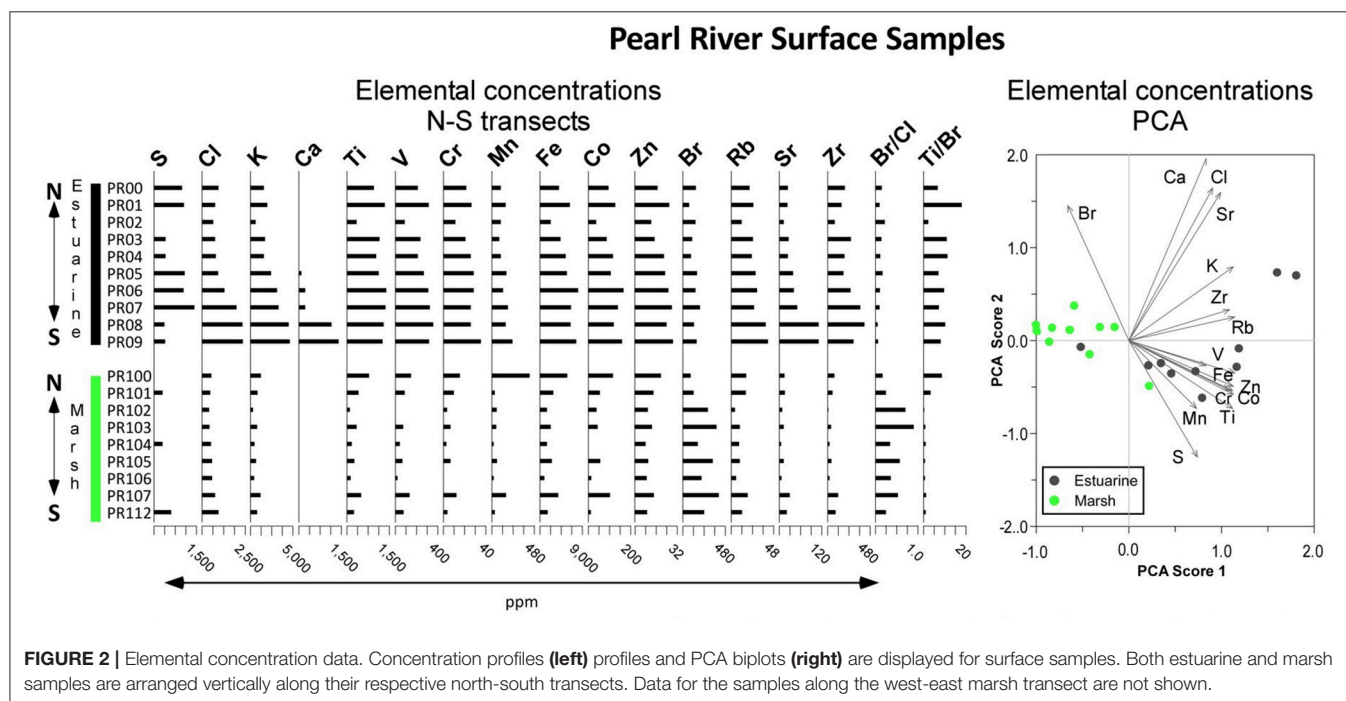 Pearl River Surface Samples
Elemental concentrations
N-S transects
S Cl K Ca Ti V Cr Mn Fe Co Zn Br Rb Sr Zr Br/Cl Ti/Br
N
Estuarine
S
PR00
PR01
PR02
PR03
PR04
PR05
PR06
PR07
PR08
PR09
N
Marsh
S
PR100
PR101
PR102
PR103
PR104
PR105
PR106
PR107
PR112
1,500 2,500 5,000 1,500 1,500 400 40 480 9,000 200 32 480 48 120 480 1.0 20
ppm
Elemental concentrations
PCA
2.0
1.0
0.0
-1.0
-2.0
PCA Score 2
Ca
Cl
Sr
Br
K
Zr
Rb
V
Fe
Zn
Cr
Co
Mn
Ti
S
Estuarine
Marsh
-1.0 0.0 1.0 2.0
PCA Score 1
FIGURE 2 | Elemental concentration data. Concentration profiles (left) profiles and PCA biplots (right) are displayed for surface samples. Both estuarine and marsh
samples are arranged vertically along their respective north-south transects. Data for the samples along the west-east marsh transect are not shown.